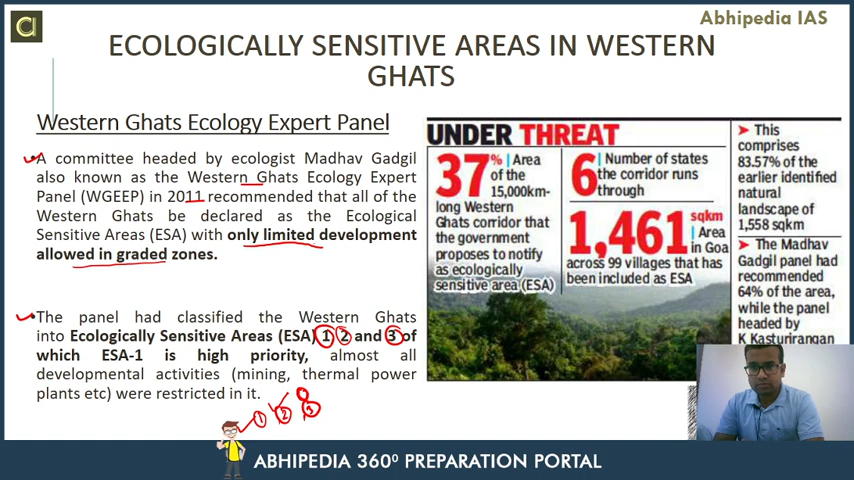 Abhipedia IAS
ECOLOGICALLY SENSITIVE AREAS IN WESTERN
GHATS
Western Ghats Ecology Expert Panel
A committee headed by ecologist Madhav Gadgil
also known as the Western Ghats Ecology Expert
Panel (WGEEP) in 2011 recommended that all of the
Western Ghats be declared as the Ecological
Sensitive Areas (ESA) with only limited development
allowed in graded zones.
The panel had classified the Western Ghats
into Ecologically Sensitive Areas (ESA) 1, 2 and 3 of
which ESA-1 is high priority, almost all
developmental activities (mining, thermal power
plants etc) were restricted in it.
1 2 3
UNDER THREAT
37% Area
of the
15,000km-
long Western
Ghats corridor that
the government
proposes to notify
as ecologically
sensitive area (ESA)
6 Number of states
the corridor runs
through
1,461 sqkm
Area
in Goa
across 99 villages that has
been included as ESA
➤ This
comprises
83.57% of the
earlier identified
natural
landscape of
1,558 sqkm
➤ The Madhav
Gadgil panel had
recommended
64% of the area,
while the panel
headed by
K Kasturirangan
ABHIPEDIA 360⁰ PREPARATION PORTAL